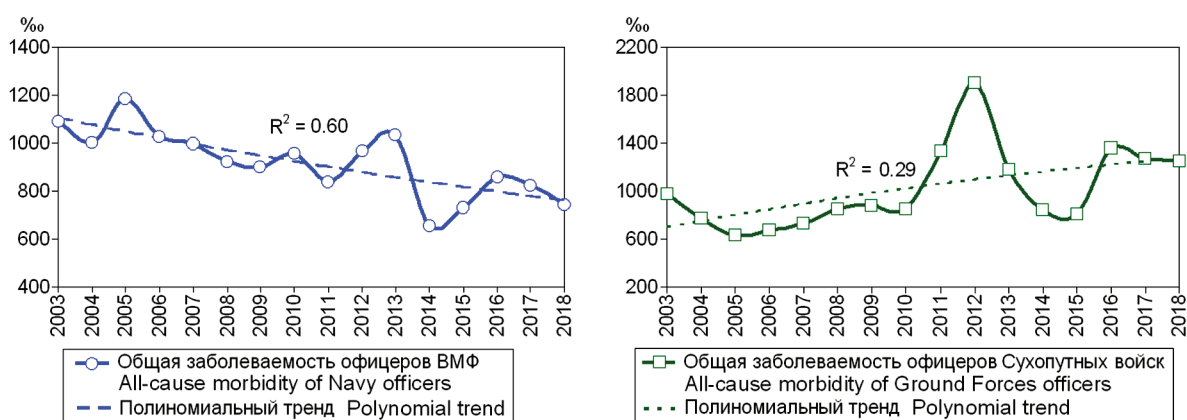 ‰
1400
1200
1000
800
600
400
R² = 0.60
2003 2004 2005 2006 2007 2008 2009 2010 2011 2012 2013 2014 2015 2016 2017 2018
Общая заболеваемость офицеров ВМФ
All-cause morbidity of Navy officers
Полиномиальный тренд Polynomial trend
‰
2200
1800
1400
1000
600
200
R² = 0.29
2003 2004 2005 2006 2007 2008 2009 2010 2011 2012 2013 2014 2015 2016 2017 2018
Общая заболеваемость офицеров Сухопутных войск
All-cause morbidity of Ground Forces officers
Полиномиальный тренд Polynomial trend